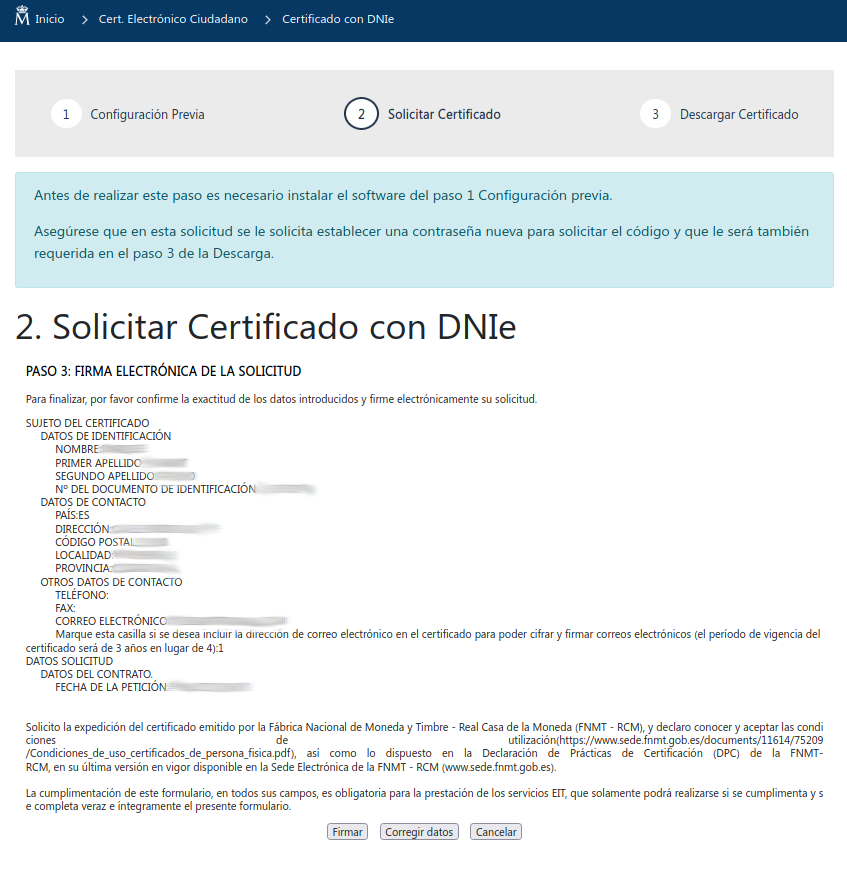 Inicio > Cert. Electrónico Ciudadano > Certificado con DNIe
1 Configuración Previa 2 Solicitar Certificado 3 Descargar Certificado
Antes de realizar este paso es necesario instalar el software del paso 1 Configuración previa.
Asegúrese que en esta solicitud se le solicita establecer una contraseña nueva para solicitar el código y que le será también
requerida en el paso 3 de la Descarga.
2. Solicitar Certificado con DNIe
PASO 3: FIRMA ELECTRÓNICA DE LA SOLICITUD
Para finalizar, por favor confirme la exactitud de los datos introducidos y firme electrónicamente su solicitud.
SUJETO DEL CERTIFICADO
DATOS DE IDENTIFICACIÓN
NOMBRE:
PRIMER APELLIDO
SEGUNDO APELLIDO:
Nº DEL DOCUMENTO DE IDENTIFICACIÓN
DATOS DE CONTACTO
PAÍS:ES
DIRECCIÓN:
CÓDIGO POSTAL
LOCALIDAD:
PROVINCIA:
OTROS DATOS DE CONTACTO
TELÉFONO:
FAX:
CORREO ELECTRÓNICO
Marque esta casilla si se desea incluir la dirección de correo electrónico en el certificado para poder cifrar y firmar correos electrónicos (el período de vigencia del
certificado será de 3 años en lugar de 4):1
DATOS SOLICITUD
DATOS DEL CONTRATO.
FECHA DE LA PETICIÓN:
Solicito la expedición del certificado emitido por la Fábrica Nacional de Moneda y Timbre - Real Casa de la Moneda (FNMT - RCM), y declaro conocer y aceptar las condi
ciones de utilización(https://www.sede.fnmt.gob.es/documents/11614/75209
/Condiciones_de_uso_certificados_de_persona_fisica.pdf), así como lo dispuesto en la Declaración de Prácticas de Certificación (DPC) de la FNMT-
RCM, en su última versión en vigor disponible en la Sede Electrónica de la FNMT - RCM (www.sede.fnmt.gob.es).
La cumplimentación de este formulario, en todos sus campos, es obligatoria para la prestación de los servicios EIT, que solamente podrá realizarse si se cumplimenta y s
e completa veraz e íntegramente el presente formulario.
Firmar Corregir datos Cancelar